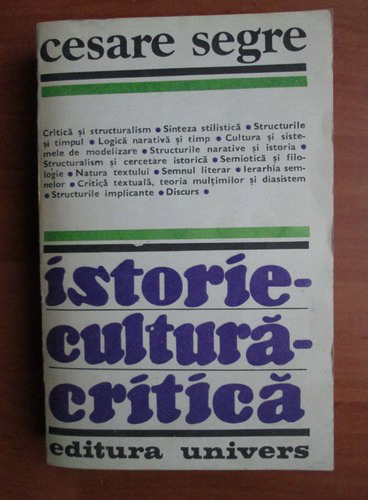 cesare segre
Critică și structuralism • Sinteza stilistică • Structurile
și timpul • Logică narativă și timp • Cultura și siste-
mele de modelizare • Structurile narative și istoria •
Structuralism și cercetare istorică • Semiotică și filo-
logie • Natura textului • Semnul literar • Ierarhia sem-
nelor • Critică textuală, teoria mulțimilor și diasistem
• Structurile implicante • Discurs •
istorie-
cultură-
critică
editura univers